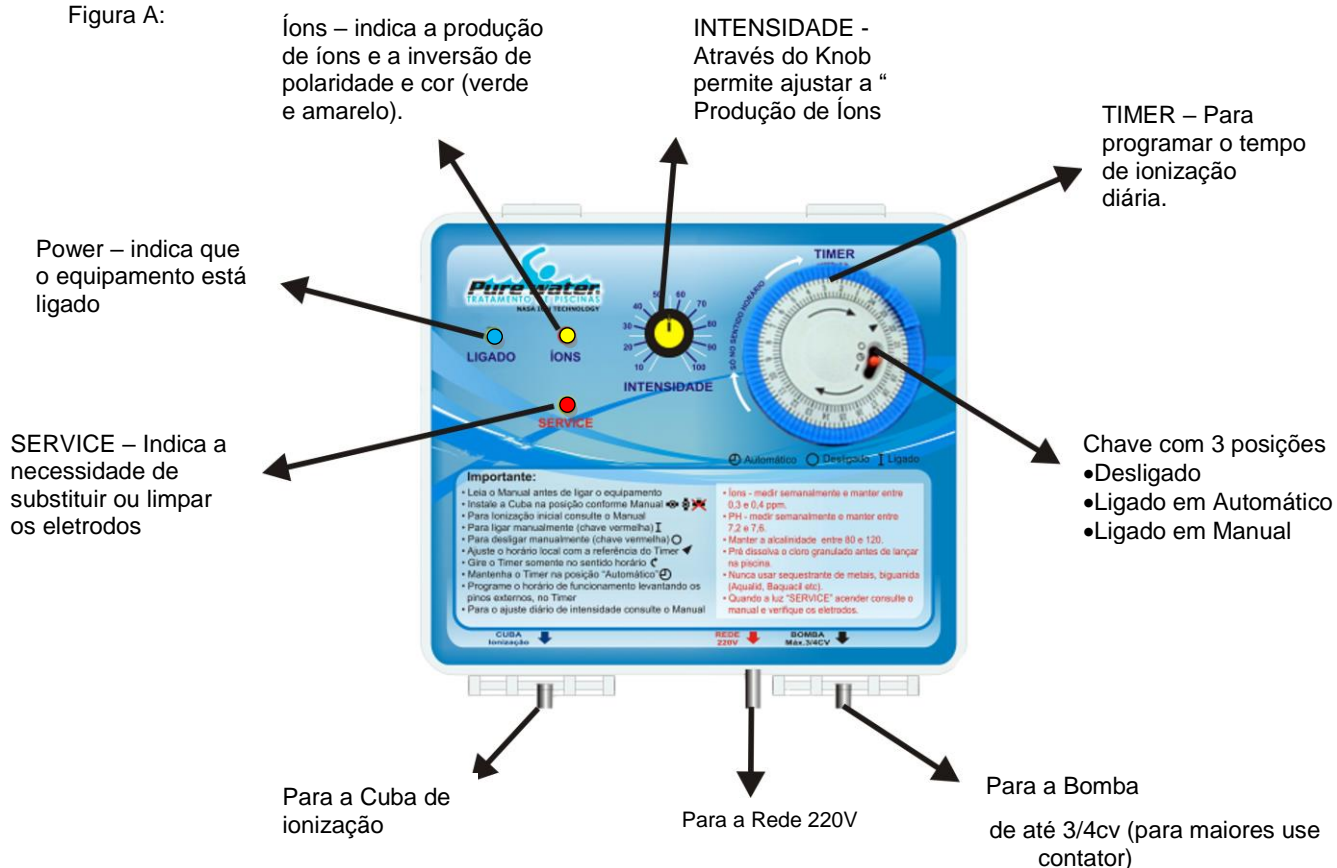 Figura A:
Íons – indica a produção
de íons e a inversão de
polaridade e cor (verde
e amarelo).
INTENSIDADE -
Através do Knob
permite ajustar a “
Produção de Íons
TIMER – Para
programar o tempo
de ionização
diária.
Power – indica que
o equipamento está
ligado
SERVICE – Indica a
necessidade de
substituir ou limpar
os eletrodos
Pure water
TRATAMENTO DE PISCINAS
NASA ION TECHNOLOGY
LIGADO
ÍONS
SERVICE
10
20
30
40
50
60
70
80
90
100
INTENSIDADE
TIMER
SÓ NO SENTIDO HORÁRIO
Automático Desligado Ligado
Chave com 3 posições
•Desligado
•Ligado em Automático
•Ligado em Manual
Importante:
• Leia o Manual antes de ligar o equipamento
• Instale a Cuba na posição conforme Manual
• Para Ionização inicial consulte o Manual
• Para ligar manualmente (chave vermelha)
• Para desligar manualmente (chave vermelha)
• Ajuste o horário local com a referência do Timer
• Gire o Timer somente no sentido horário
• Mantenha o Timer na posição "Automático"
• Programe o horário de funcionamento levantando os
pinos externos, no Timer
• Para o ajuste diário de intensidade consulte o Manual
• Íons - medir semanalmente e manter entre
0,3 e 0,4 ppm.
• PH - medir semanalmente e manter entre
7,2 e 7,6.
• Manter a alcalinidade entre 80 e 120.
• Pré dissolva o cloro granulado antes de lançar
na piscina.
• Nunca usar sequestrante de metais, biguanida
(Aqualid, Baquacil etc).
• Quando a luz "SERVICE" acender consulte o
manual e verifique os eletrodos.
CUBA
Ionização
REDE
220V
BOMBA
Máx.3/4CV
Para a Cuba de
ionização
Para a Rede 220V
Para a Bomba
de até 3/4cv (para maiores use
contator)